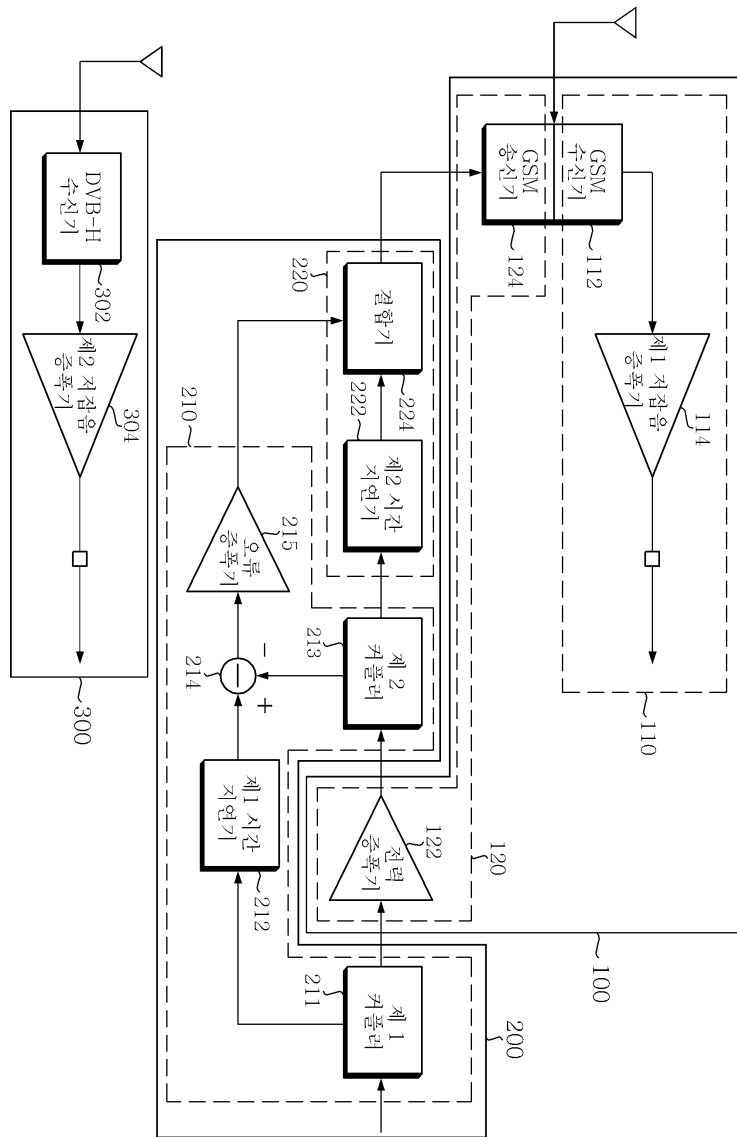 GSM
수신기
112
제1 저잡음
증폭기
114
110
GSM
송신기
124
전력
증폭기
122
120
100
결합기
224
220
제2 시간
지연기
222
제 2
커플러
213
제 1
커플러
211
오류
증폭기
215
210
-
+
214
제1 시간
지연기
212
200
DVB-H
수신기
302
제2 저잡음
증폭기
304
300